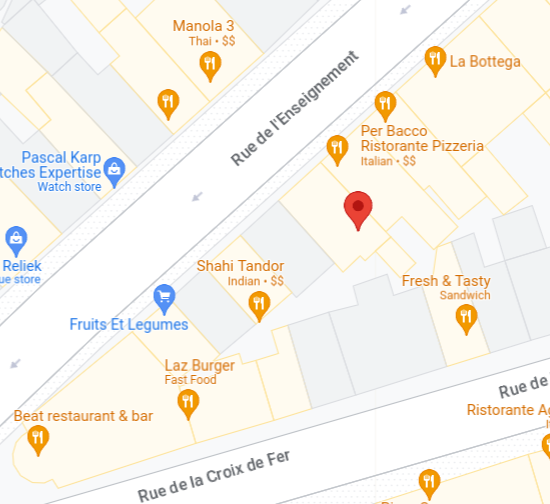 Manola 3
Thai • $$
La Bottega
Rue de l'Enseignement
Per Bacco
Ristorante Pizzeria
Italian • $$
Pascal Karp
tches Expertise
Watch store
Reliek
ue store
Shahi Tandor
Indian • $$
Fresh & Tasty
Sandwich
Fruits Et Legumes
Laz Burger
Fast Food
Beat restaurant & bar
Rue de
Ristorante Ag
Rue de la Croix de Fer